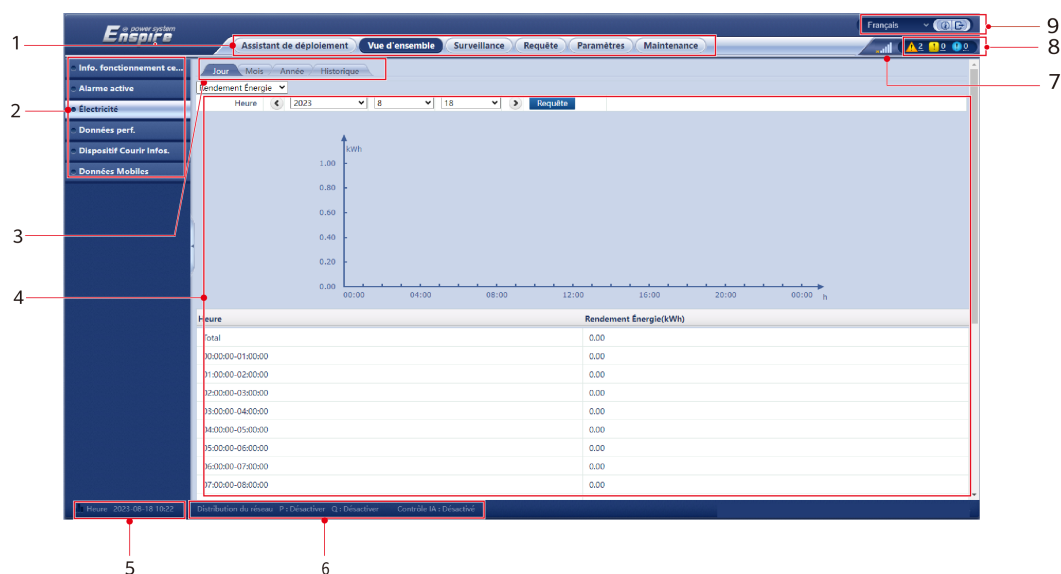 e power system
Enspire
Français
9
1
Assistant de déploiement Vue d'ensemble Surveillance Requête Paramètres Maintenance
2 0 0
8
7
Info. fonctionnement ce...
Alarme active
Électricité
Données perf.
Dispositif Courir Infos.
Données Mobiles
2
Jour Mois Année Historique
Rendement Énergie
Heure 2023 8 18 Requête
3
4
kWh
1.00
0.80
0.60
0.40
0.20
0.00
00:00 04:00 08:00 12:00 16:00 20:00 00:00 h
Heure Rendement Énergie(kWh)
Total 0.00
00:00:00-01:00:00 0.00
01:00:00-02:00:00 0.00
02:00:00-03:00:00 0.00
03:00:00-04:00:00 0.00
04:00:00-05:00:00 0.00
05:00:00-06:00:00 0.00
06:00:00-07:00:00 0.00
07:00:00-08:00:00 0.00
Heure 2023-08-18 10:22
Distribution du réseau P : Désactiver Q : Désactiver Contrôle IA : Désactivé
5
6